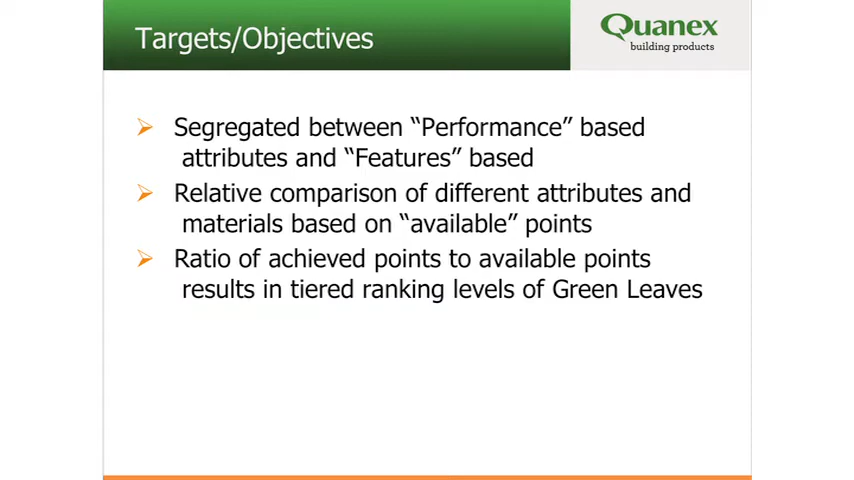 Targets/Objectives
Quanex
building products
Segregated between “Performance” based
attributes and “Features” based
Relative comparison of different attributes and
materials based on “available” points
Ratio of achieved points to available points
results in tiered ranking levels of Green Leaves